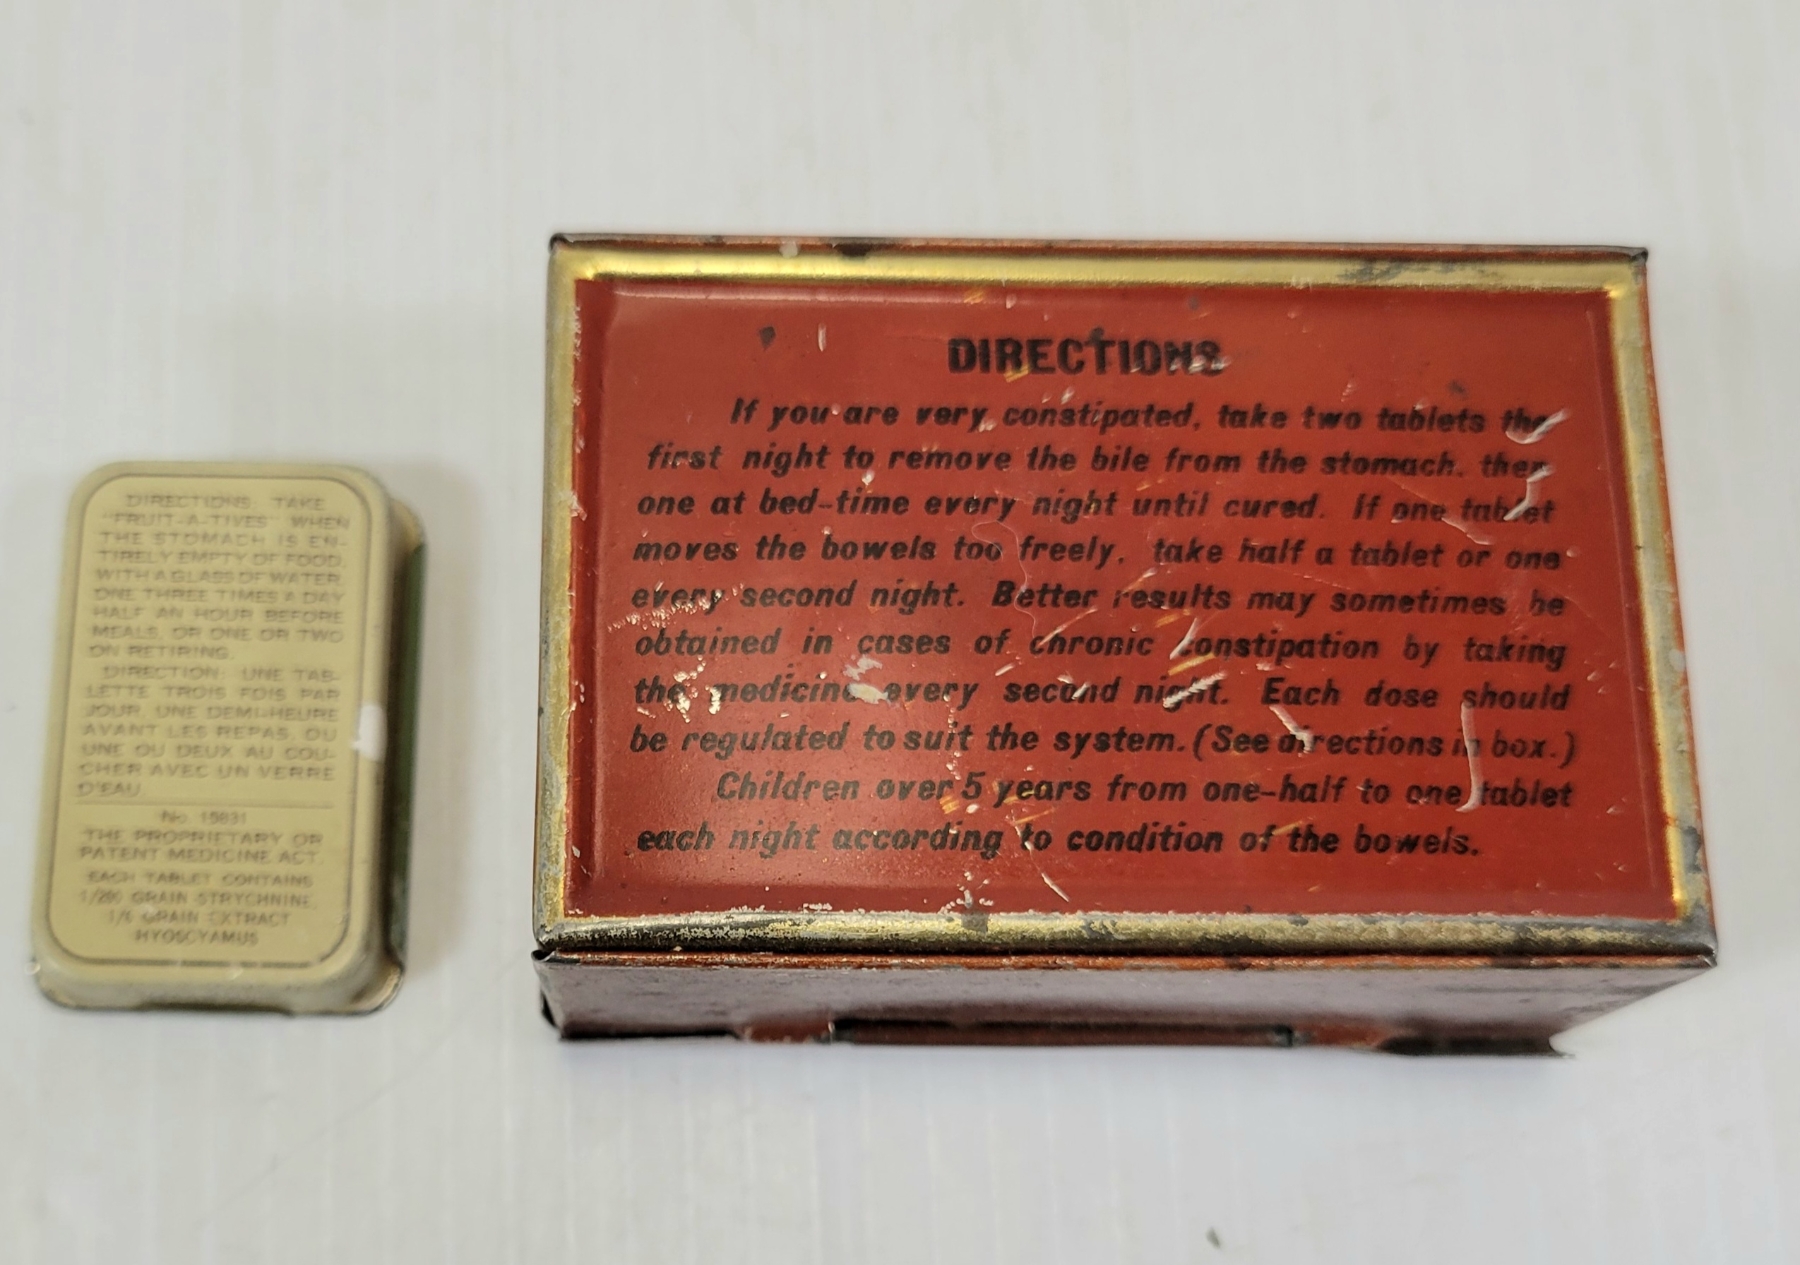 DIRECTIONS: TAKE
"FRUIT-A-TIVES" WHEN
THE STOMACH IS EN-
TIRELY EMPTY OF FOOD,
WITH A GLASS OF WATER.
ONE THREE TIMES A DAY
HALF AN HOUR BEFORE
MEALS, OR ONE OR TWO
ON RETIRING.
DIRECTION: UNE TAB-
LETTE TROIS FOIS PAR
JOUR, UNE DEMI-HEURE
AVANT LES REPAS, OU
UNE OU DEUX AU COU-
CHER AVEC UN VERRE
D'EAU.
No. 15831
THE PROPRIETARY OR
PATENT MEDICINE ACT.
EACH TABLET CONTAINS
1/200 GRAIN STRYCHNINE,
1/6 GRAIN EXTRACT
HYOSCYAMUS
DIRECTIONS
If you are very constipated, take two tablets the
first night to remove the bile from the stomach, then
one at bed-time every night until cured. If one tablet
moves the bowels too freely, take half a tablet or one
every second night. Better results may sometimes be
obtained in cases of chronic constipation by taking
the medicine every second night. Each dose should
be regulated to suit the system. (See directions in box.)
Children over 5 years from one-half to one tablet
each night according to condition of the bowels.